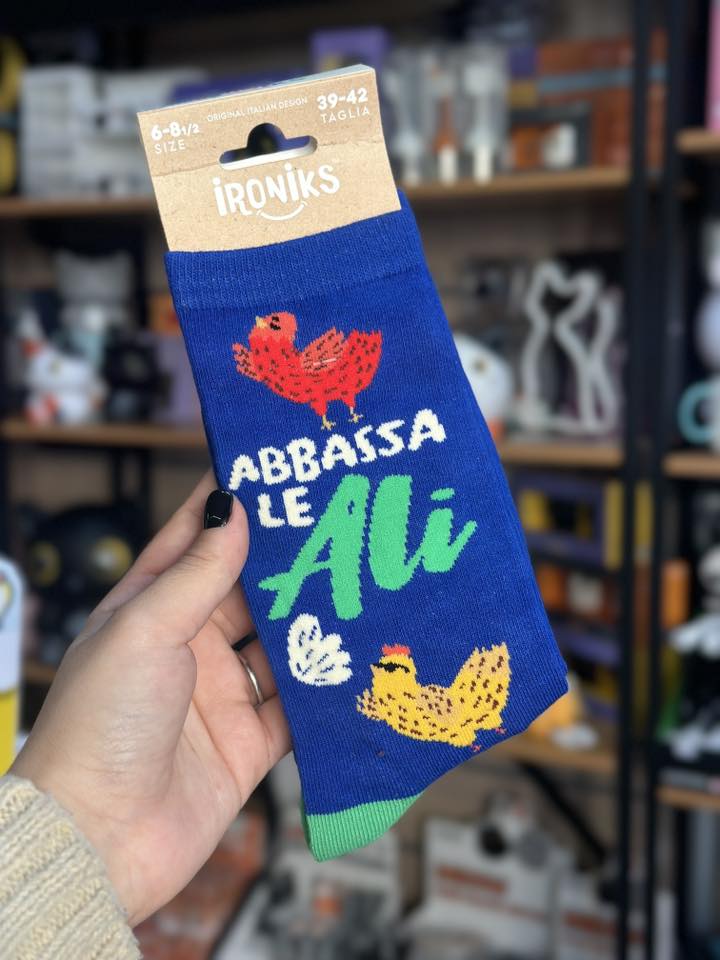 6-8 1/2 ORIGINAL ITALIAN DESIGN 39-42
SIZE TAGLIA
iRONiKS
ABBASSA
LE Ali